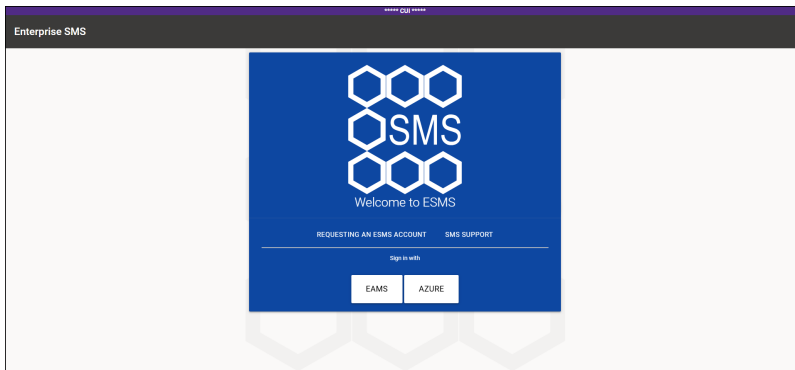 ***** CUI *****
Enterprise SMS
SMS
Welcome to ESMS
REQUESTING AN ESMS ACCOUNT SMS SUPPORT
Sign in with
EAMS AZURE